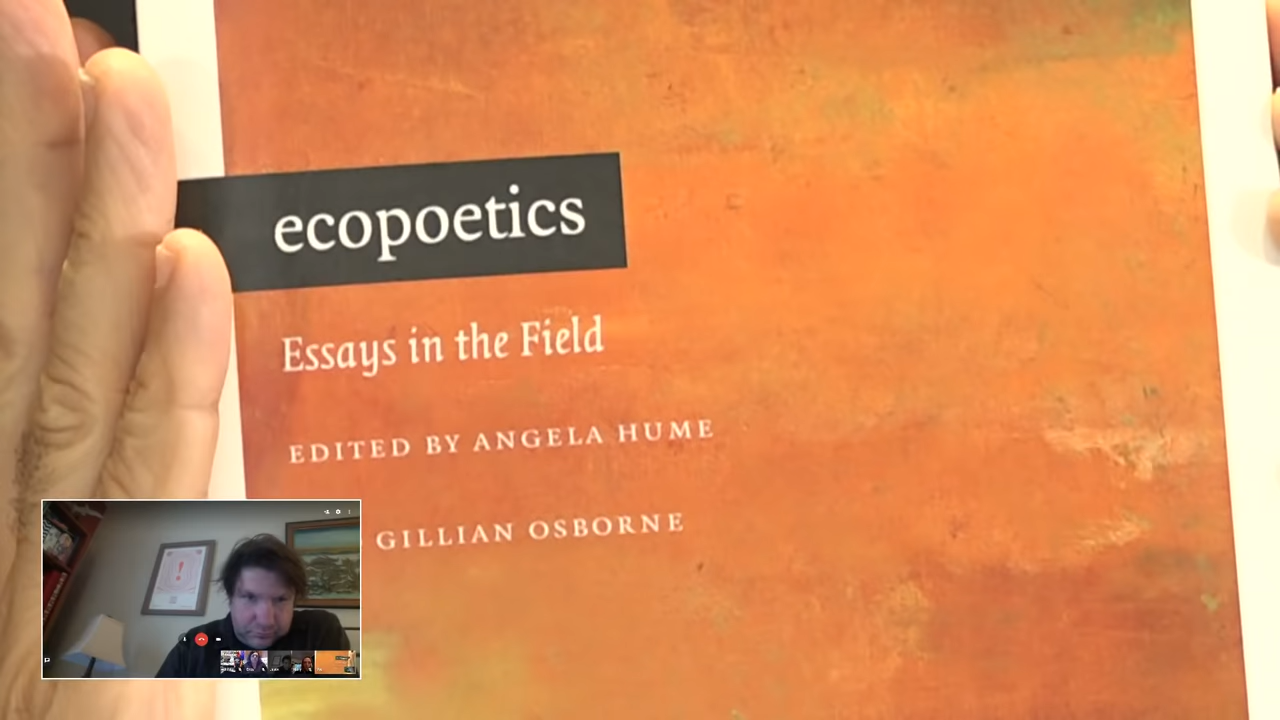 ecopoetics
Essays in the Field
EDITED BY ANGELA HUME
GILLIAN OSBORNE
!